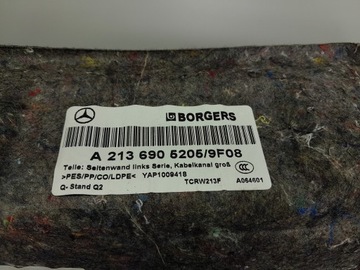 BORGERS
A 213 690 5205/9F08
Teile: Seitenwand links Serie, Kabelkanal groß
>PES/PP/CO/LDPE< YAP1009418
Q- Stand Q2 TCRW213F A064601